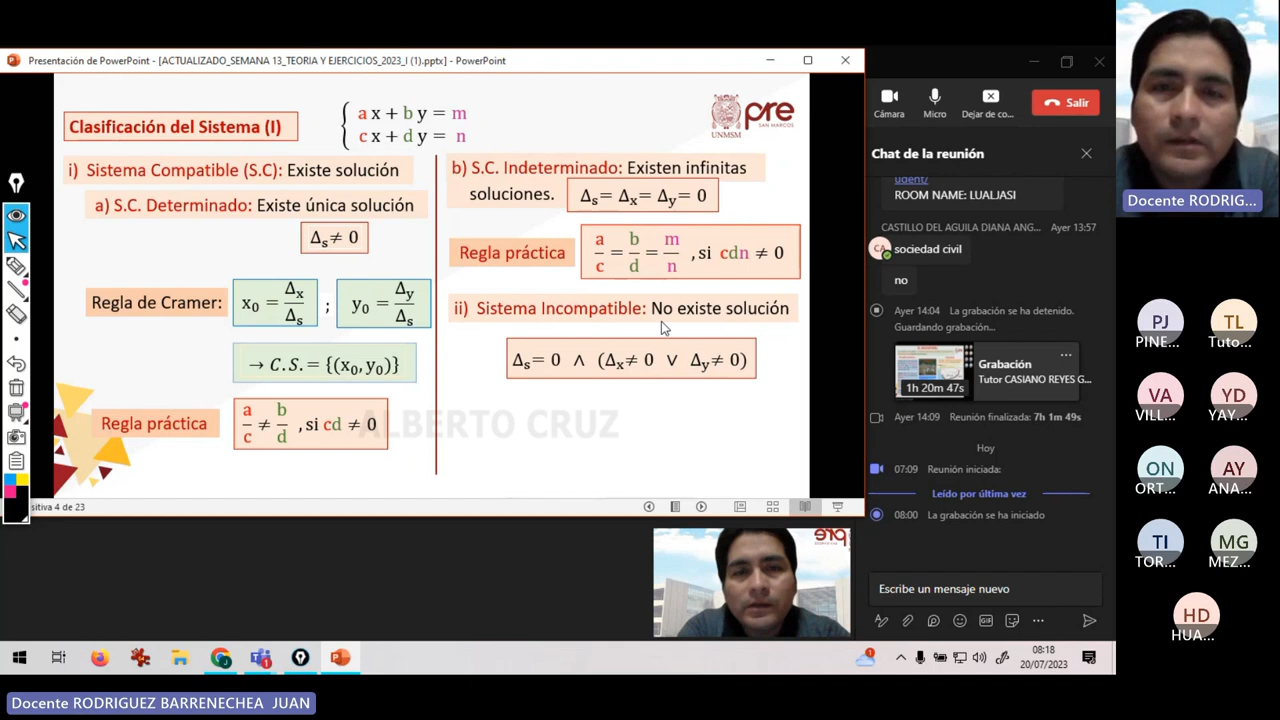 Presentación de PowerPoint - [ACTUALIZADO_SEMANA 13_TEORIA Y EJERCICIOS_2023_I (1).pptx] - PowerPoint
Clasificación del Sistema (I)
a x + b y = m
c x + d y = n
UNMSM
pre
SAN MARCOS
i) Sistema Compatible (S.C): Existe solución
a) S.C. Determinado: Existe única solución
Δs ≠ 0
Regla de Cramer: x₀ = Δx/Δs ; y₀ = Δy/Δs
→ C.S. = {(x₀, y₀)}
Regla práctica a/c ≠ b/d , si cd ≠ 0
b) S.C. Indeterminado: Existen infinitas
soluciones. Δs = Δx = Δy = 0
Regla práctica a/c = b/d = m/n , si cdn ≠ 0
ii) Sistema Incompatible: No existe solución
Δs = 0 ∧ (Δx ≠ 0 ∨ Δy ≠ 0)
ALBERTO CRUZ
sitiva 4 de 23
pre
Cámara
Micro
Dejar de co...
Salir
Chat de la reunión
udent/
ROOM NAME: LUALJASI
CASTILLO DEL AGUILA DIANA ANG... Ayer 13:57
CA
sociedad civil
no
Ayer 14:04 La grabación se ha detenido.
Guardando grabación...
Grabación
Tutor CASIANO REYES G...
1h 20m 47s
Ayer 14:09 Reunión finalizada: 7h 1m 49s
Hoy
07:09 Reunión iniciada:
Leído por última vez
08:00 La grabación se ha iniciado
Escribe un mensaje nuevo
GIF
1
08:18
20/07/2023
Docente RODRIG...
PJ
PINE...
TL
Tuto...
VA
VILL...
YD
YAY...
ON
ORT...
AY
ANA...
TI
TOR...
MG
MEZ...
HD
HUA...
Docente RODRIGUEZ BARRENECHEA JUAN